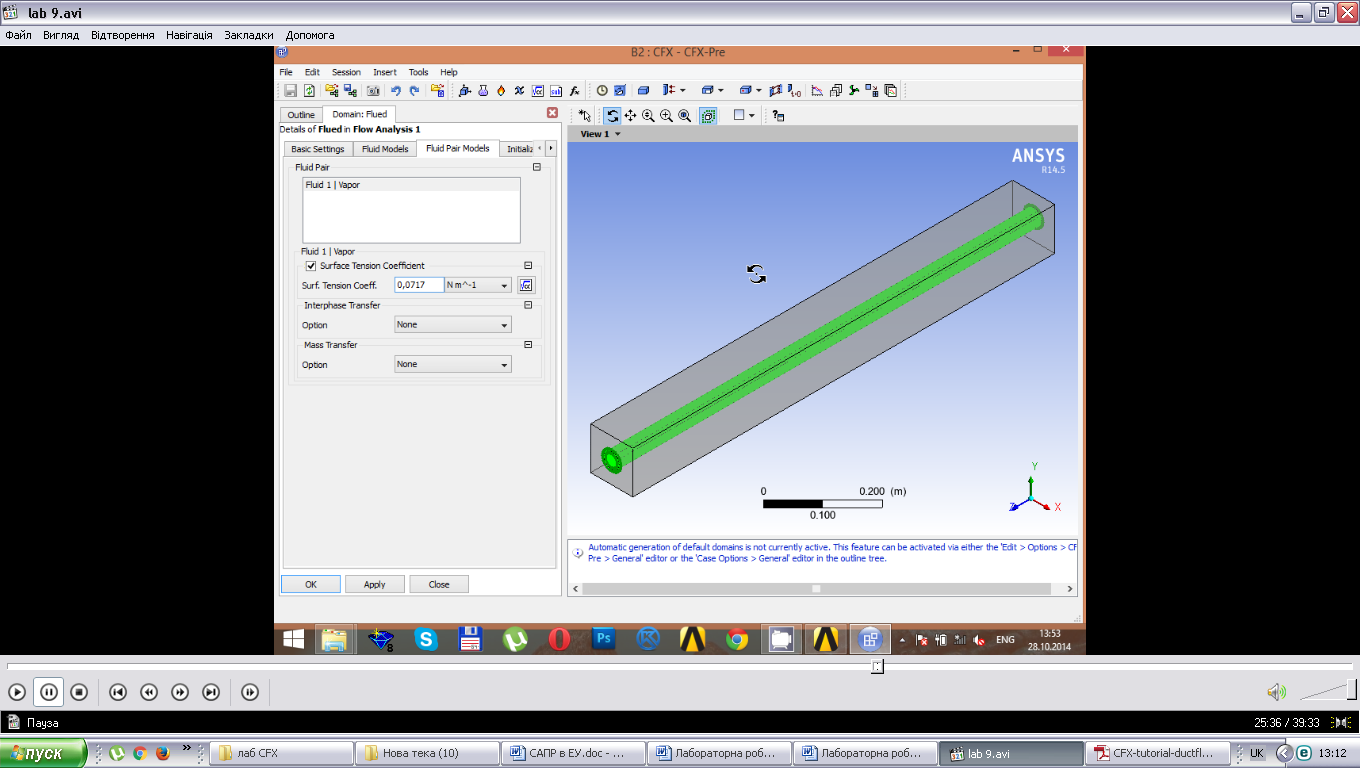 lab 9.avi
Файл Вигляд Відтворення Навігація Закладки Допомога
B2 : CFX - CFX-Pre
File Edit Session Insert Tools Help
Outline Domain: Flued
Details of Flued in Flow Analysis 1
Basic Settings Fluid Models Fluid Pair Models Initializ
Fluid Pair
Fluid 1 | Vapor
Fluid 1 | Vapor
Surface Tension Coefficient
Surf. Tension Coeff. 0,0717 N m^-1
Interphase Transfer
Option None
Mass Transfer
Option None
OK Apply Close
View 1
ANSYS
R14.5
0 0.200 (m)
0.100
Y
Z X
Automatic generation of default domains is not currently active. This feature can be activated via either the 'Edit > Options > CF
Pre > General' editor or the 'Case Options > General' editor in the outline tree.
Ps
ENG
13:53
28.10.2014
Пауза
25:36 / 39:33
пуск
лаб CFX
Нова тека (10)
САПР в ЕУ.doc - ...
Лабораторна роб...
Лабораторна роб...
lab 9.avi
CFX-tutorial-ductfl...
UK
13:12